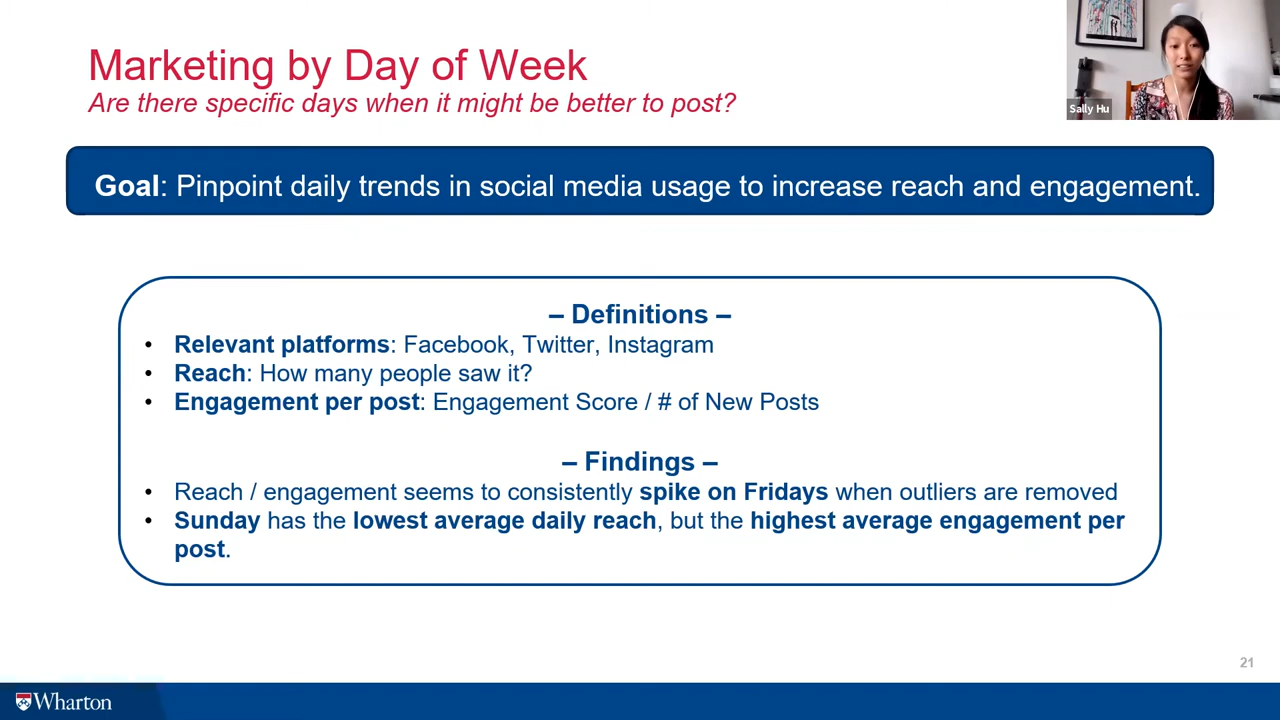 Marketing by Day of Week
Are there specific days when it might be better to post?
Sally Hu
Goal: Pinpoint daily trends in social media usage to increase reach and engagement.
– Definitions –
• Relevant platforms: Facebook, Twitter, Instagram
• Reach: How many people saw it?
• Engagement per post: Engagement Score / # of New Posts
– Findings –
• Reach / engagement seems to consistently spike on Fridays when outliers are removed
• Sunday has the lowest average daily reach, but the highest average engagement per
post.
21
Wharton